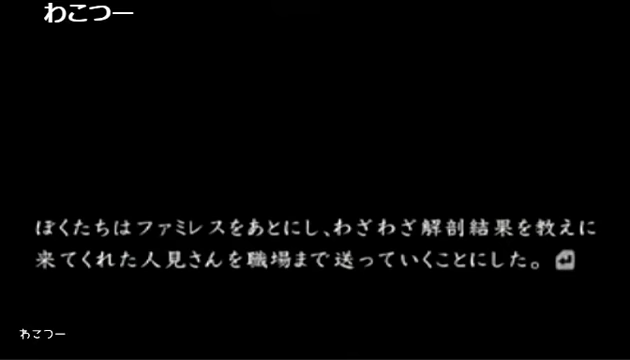 わこつー
ぼくたちはファミレスをあとにし、わざわざ解剖結果を教えに
来てくれた人見さんを職場まで送っていくことにした。
わこつー